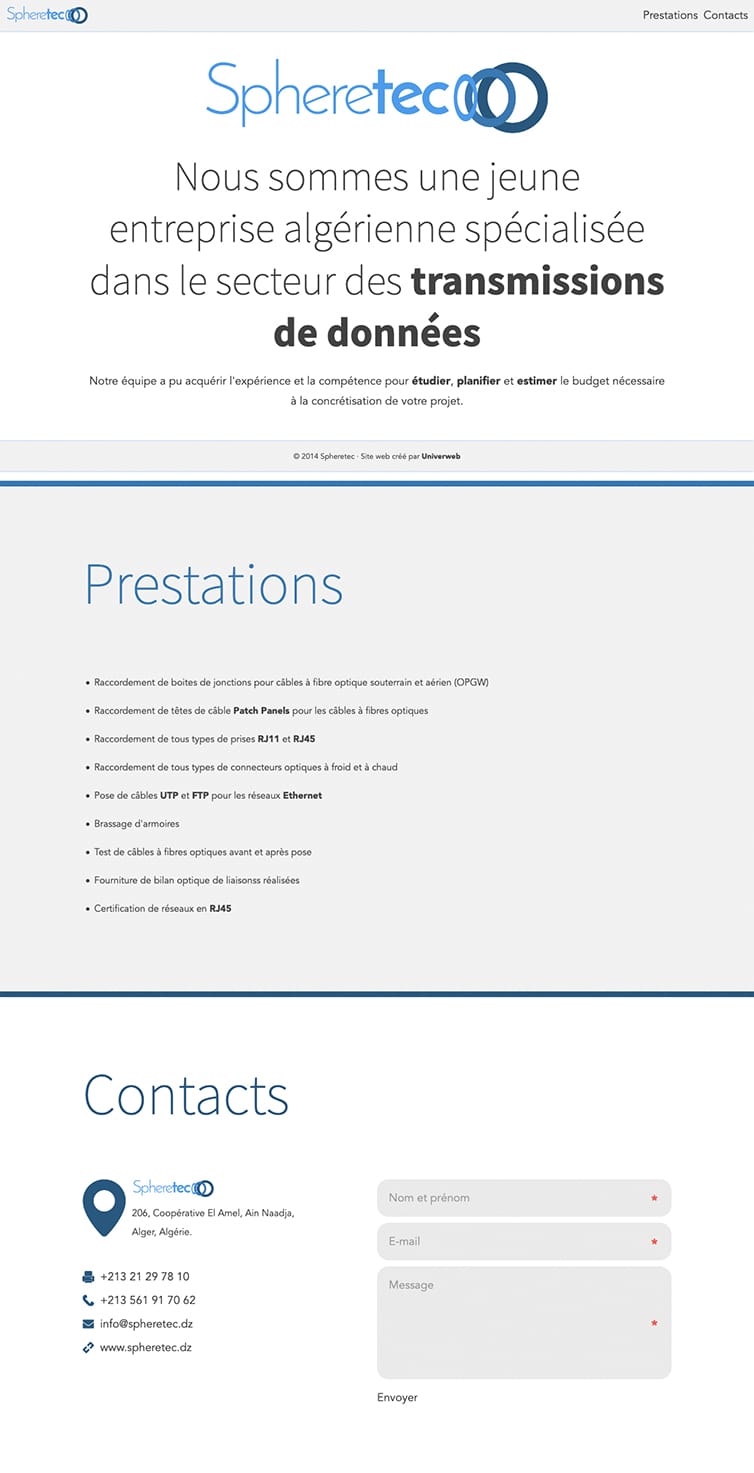 Spheretec
Prestations Contacts
Spheretec
Nous sommes une jeune
entreprise algérienne spécialisée
dans le secteur des transmissions
de données
Notre équipe a pu acquérir l'expérience et la compétence pour étudier, planifier et estimer le budget nécessaire
à la concrétisation de votre projet.
© 2014 Spheretec · Site web créé par Univerweb
Prestations
• Raccordement de boites de jonctions pour câbles à fibre optique souterrain et aérien (OPGW)
• Raccordement de têtes de câble Patch Panels pour les câbles à fibres optiques
• Raccordement de tous types de prises RJ11 et RJ45
• Raccordement de tous types de connecteurs optiques à froid et à chaud
• Pose de câbles UTP et FTP pour les réseaux Ethernet
• Brassage d'armoires
• Test de câbles à fibres optiques avant et après pose
• Fourniture de bilan optique de liaisonss réalisées
• Certification de réseaux en RJ45
Contacts
Spheretec
206, Coopérative El Amel, Ain Naadja,
Alger, Algérie.
+213 21 29 78 10
+213 561 91 70 62
info@spheretec.dz
www.spheretec.dz
Nom et prénom *
E-mail *
Message
*
Envoyer